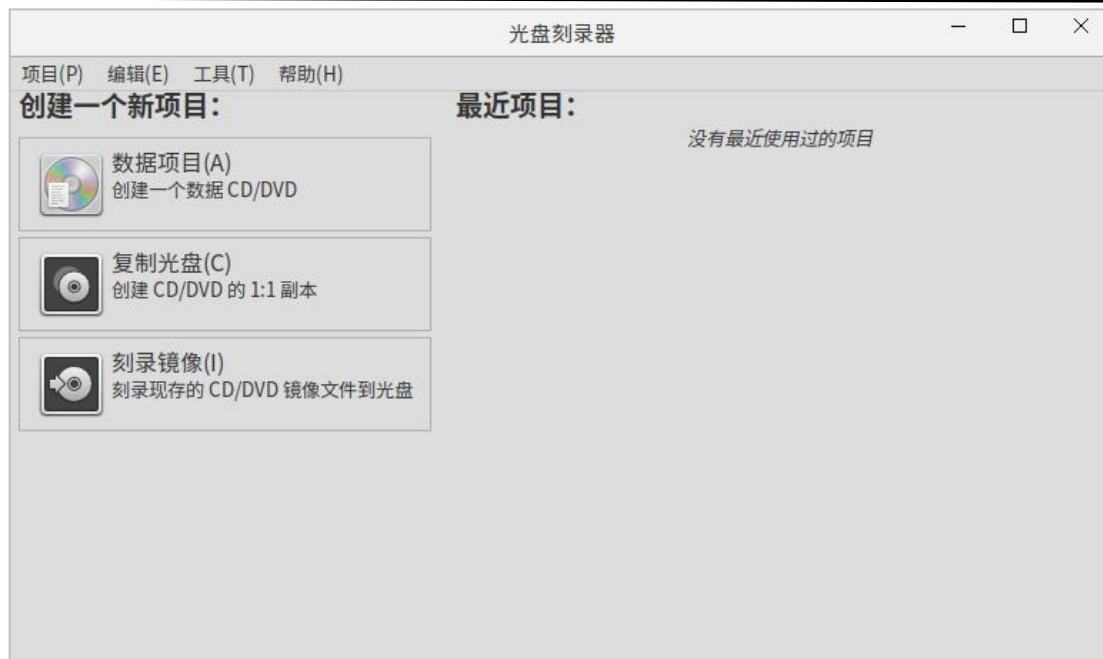 光盘刻录器
项目(P) 编辑(E) 工具(T) 帮助(H)
创建一个新项目：
数据项目(A)
创建一个数据 CD/DVD
复制光盘(C)
创建 CD/DVD 的 1:1 副本
刻录镜像(I)
刻录现存的 CD/DVD 镜像文件到光盘
最近项目：
没有最近使用过的项目